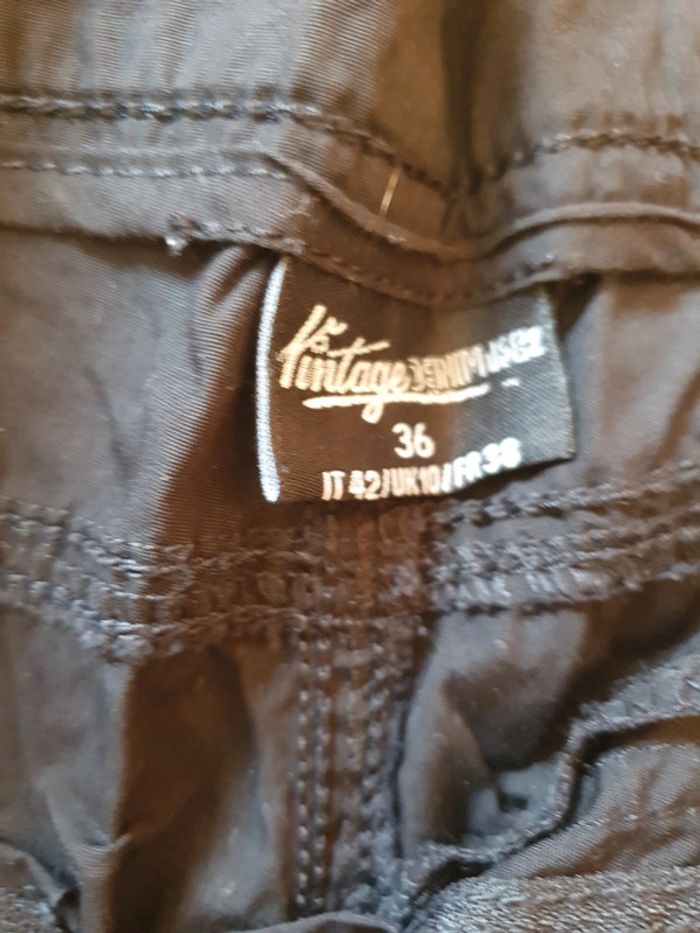 Vintage DENIM
36
IT 42/UK10/FR38